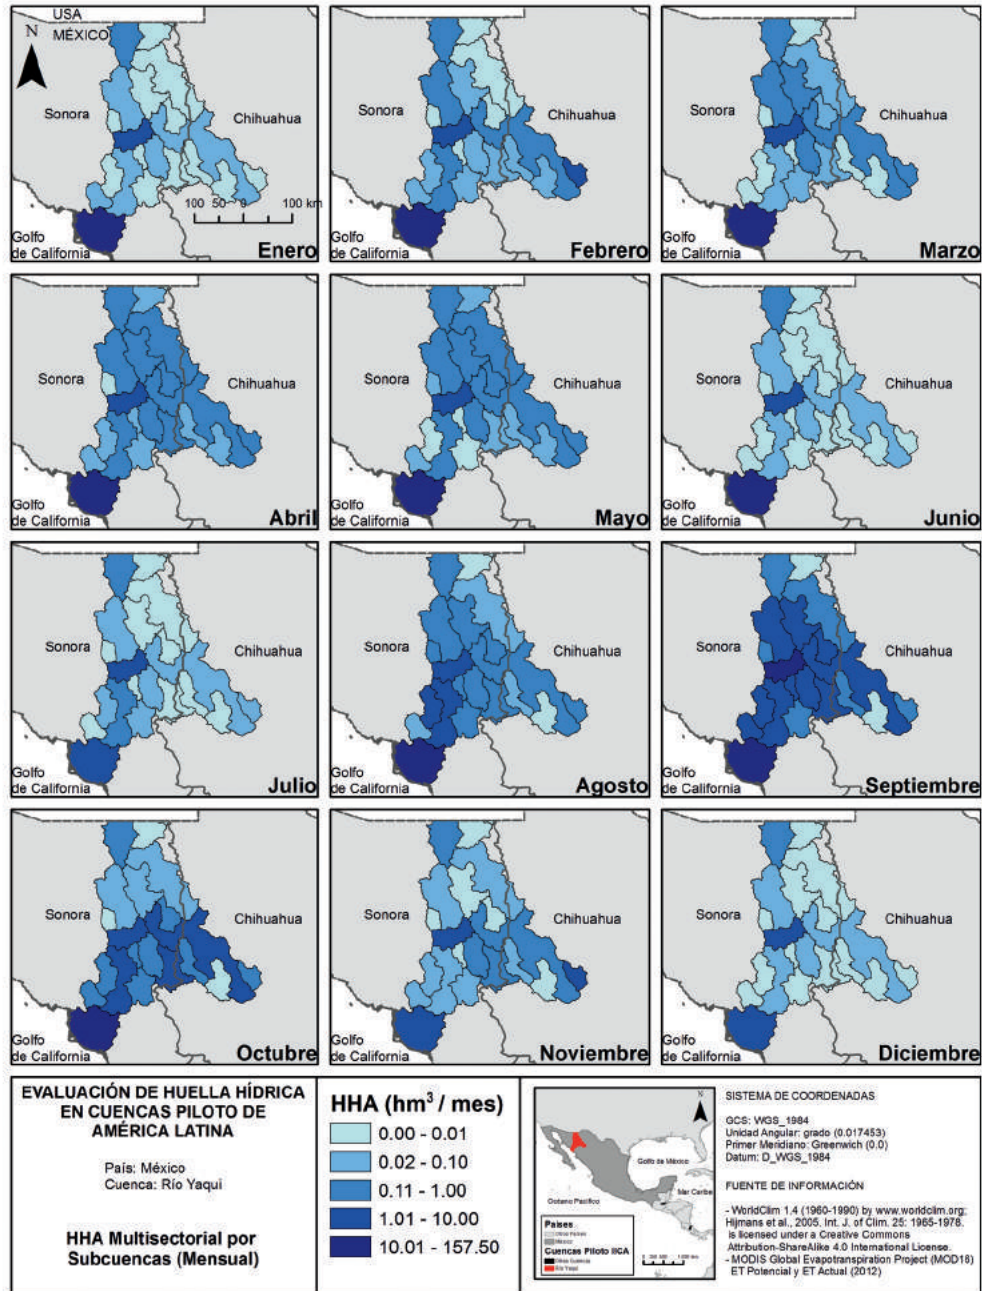 USA
MÉXICO
N
Sonora
Chihuahua
100 50 0 100 km
Golfo
de California
Enero
Sonora
Chihuahua
Golfo
de California
Febrero
Sonora
Chihuahua
Golfo
de California
Marzo
Sonora
Chihuahua
Golfo
de California
Abril
Sonora
Chihuahua
Golfo
de California
Mayo
Sonora
Chihuahua
Golfo
de California
Junio
Sonora
Chihuahua
Golfo
de California
Julio
Sonora
Chihuahua
Golfo
de California
Agosto
Sonora
Chihuahua
Golfo
de California
Septiembre
Sonora
Chihuahua
Golfo
de California
Octubre
Sonora
Chihuahua
Golfo
de California
Noviembre
Sonora
Chihuahua
Golfo
de California
Diciembre
EVALUACIÓN DE HUELLA HÍDRICA
EN CUENCAS PILOTO DE
AMÉRICA LATINA
País: México
Cuenca: Río Yaqui
HHA Multisectorial por
Subcuencas (Mensual)
HHA (hm³ / mes)
0.00 - 0.01
0.02 - 0.10
0.11 - 1.00
1.01 - 10.00
10.01 - 157.50
N
Golfo de México
Mar Caribe
Océano Pacífico
Países
Otros Países
México
Cuencas Piloto IICA
Otras Cuencas
Río Yaqui
SISTEMA DE COORDENADAS
GCS: WGS_1984
Unidad Angular: grado (0.017453)
Primer Meridiano: Greenwich (0.0)
Datum: D_WGS_1984
FUENTE DE INFORMACIÓN
- WorldClim 1.4 (1960-1990) by www.worldclim.org;
Hijmans et al., 2005. Int. J. of Clim. 25: 1965-1978.
is licensed under a Creative Commons
Attribution-ShareAlike 4.0 International License.
- MODIS Global Evapotranspiration Project (MOD16)
ET Potencial y ET Actual (2012)